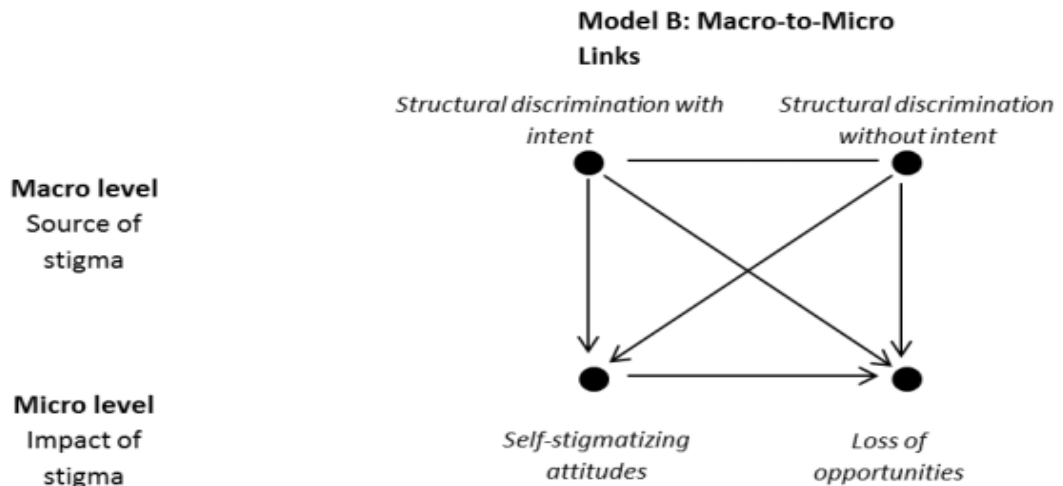 Model B: Macro-to-Micro
Links
Structural discrimination with
intent
Structural discrimination
without intent
Macro level
Source of
stigma
Micro level
Impact of
stigma
Self-stigmatizing
attitudes
Loss of
opportunities